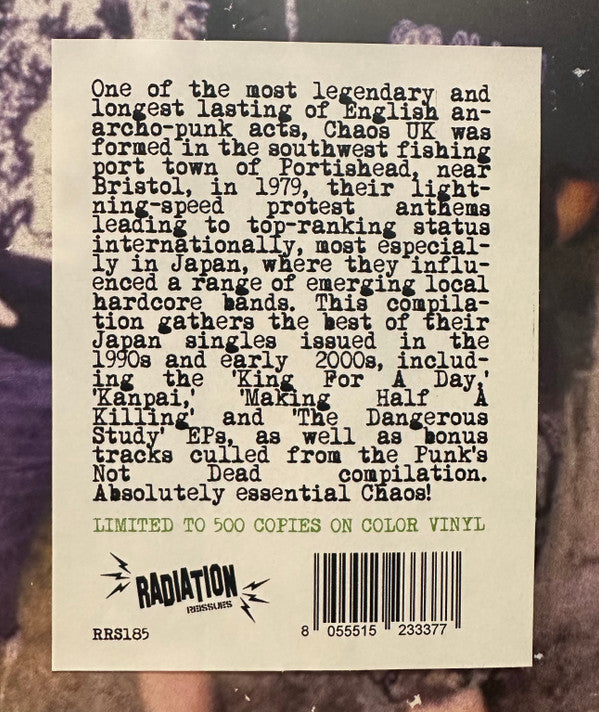 One of the most legendary and
longest lasting of English an-
archo-punk acts, Chaos UK was
formed in the southwest fishing
port town of Portishead, near
Bristol, in 1979, their light-
ning-speed protest anthems
leading to top-ranking status
internationally, most especial-
ly in Japan, where they influ-
enced a range of emerging local
hardcore bands. This compila-
tion gathers the best of their
Japan singles issued in the
1990s and early 2000s, includ-
ing the 'King For A Day,'
'Kanpai,' 'Making Half A
Killing' and 'The Dangerous
Study' EPs, as well as bonus
tracks culled from the Punk's
Not Dead compilation.
Absolutely essential Chaos!
LIMITED TO 500 COPIES ON COLOR VINYL
RADIATION
REISSUES
RRS185
8 055515 233377